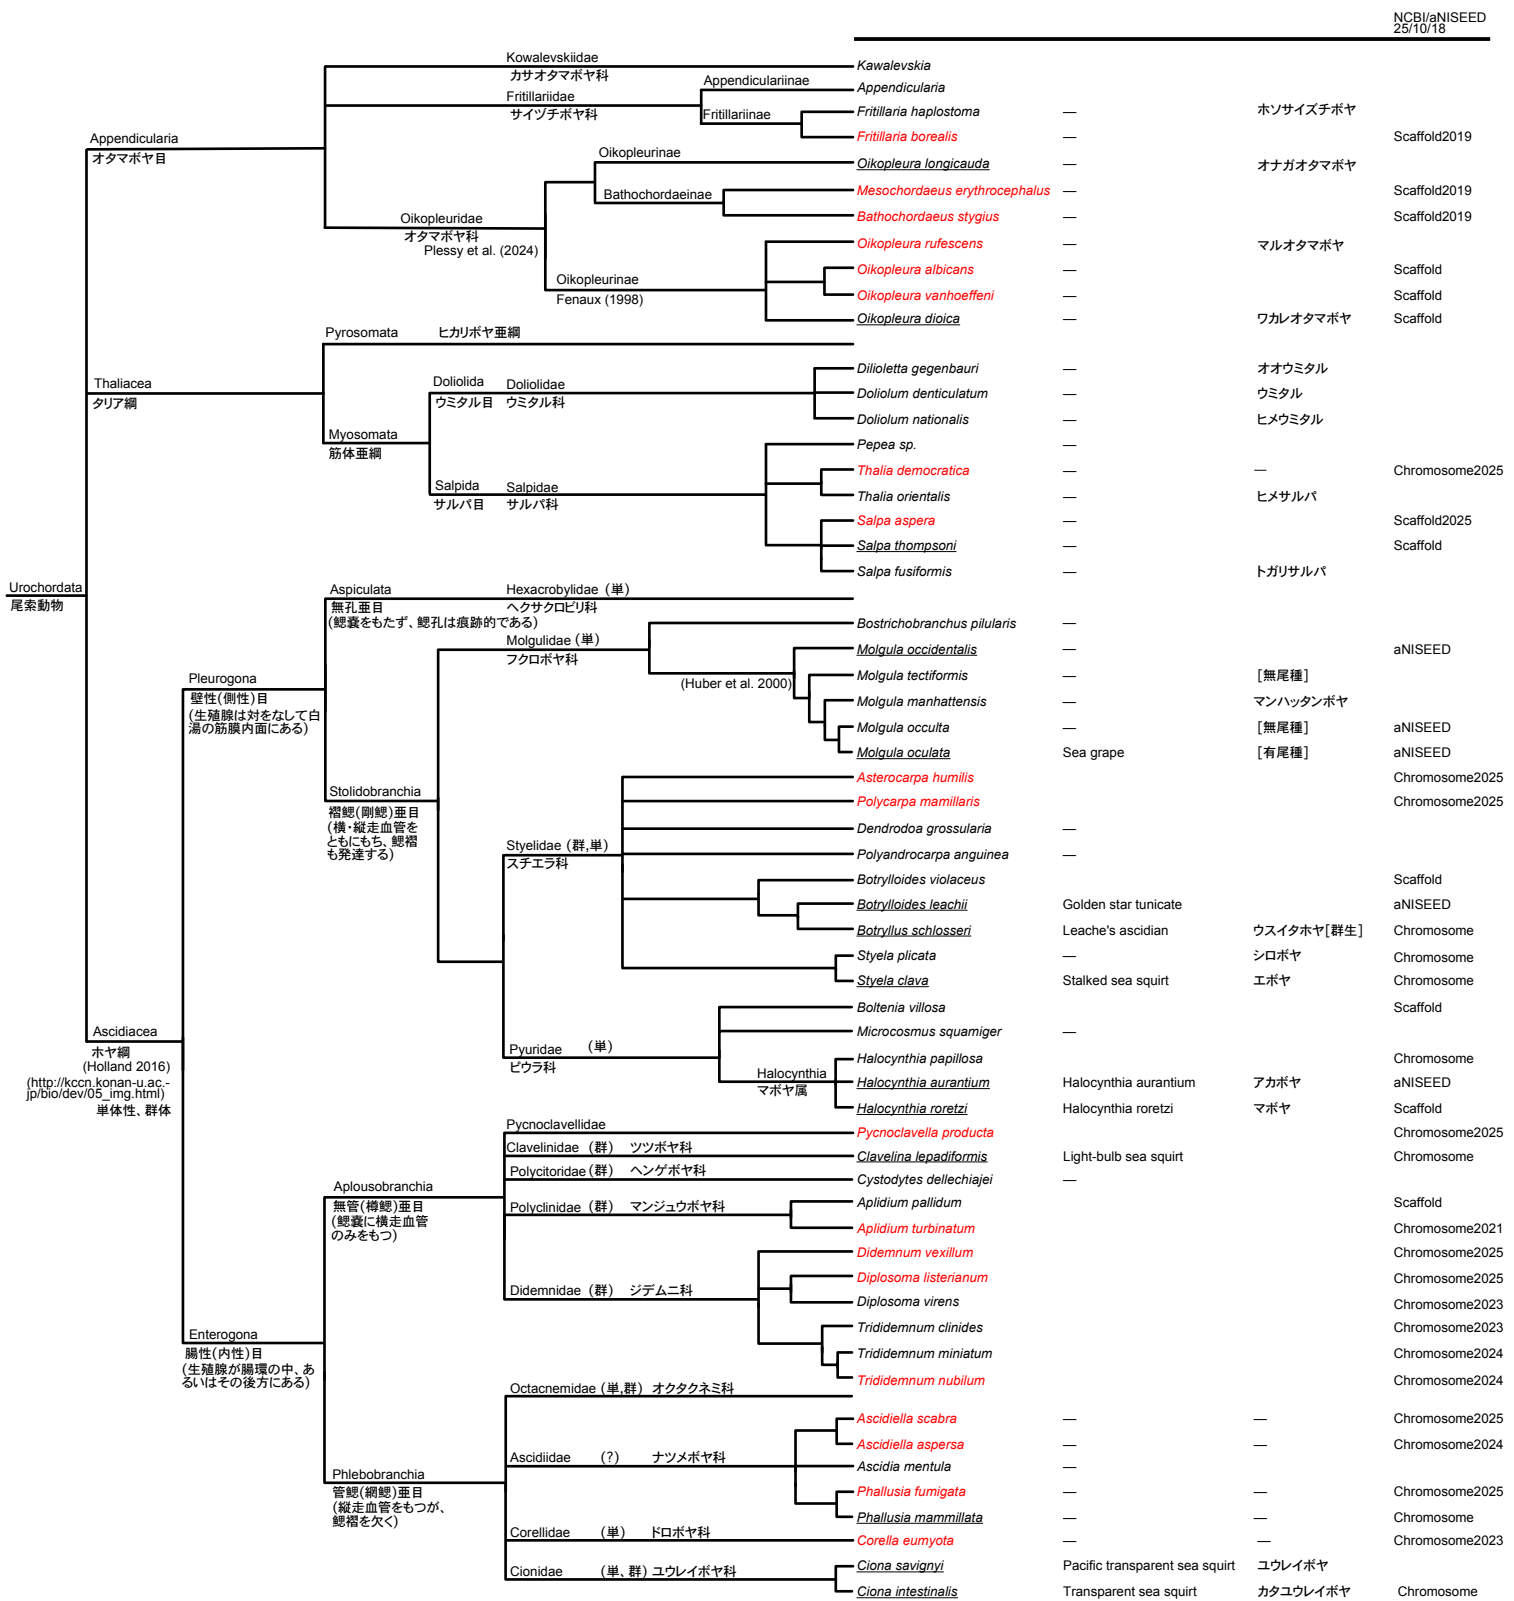 NCBI/aNISEED
25/10/18
Kowalevskiidae
カサオタマボヤ科
Kawalevskia
Appendiculariinae
Appendicularia
Fritillariidae
サイヅチボヤ科
Fritillariinae
Fritillaria haplostoma — ホソサイズチボヤ
Fritillaria borealis — Scaffold2019
Appendicularia
オタマボヤ目
Oikopleurinae
Oikopleura longicauda — オナガオタマボヤ
Bathochordaeinae
Mesochordaeus erythrocephalus — Scaffold2019
Bathochordaeus stygius — Scaffold2019
Oikopleuridae
オタマボヤ科
Plessy et al. (2024)
Oikopleura rufescens — マルオタマボヤ
Oikopleura albicans — Scaffold
Oikopleurinae
Fenaux (1998)
Oikopleura vanhoeffeni — Scaffold
Oikopleura dioica — ワカレオタマボヤ Scaffold
Pyrosomata ヒカリボヤ亜綱
Thaliacea
タリア綱
Dilioletta gegenbauri — オオウミタル
Doliolida Doliolidae
ウミタル目 ウミタル科
Doliolum denticulatum — ウミタル
Doliolum nationalis — ヒメウミタル
Myosomata
筋体亜綱
Pepea sp. —
Thalia democratica — — Chromosome2025
Salpida Salpidae
サルパ目 サルパ科
Thalia orientalis — ヒメサルパ
Salpa aspera — Scaffold2025
Salpa thompsoni — Scaffold
Salpa fusiformis — トガリサルパ
Urochordata
尾索動物
Aspiculata
無孔亜目
(鰓嚢をもたず、鰓孔は痕跡的である)
Hexacrobylidae (単)
ヘクサクロビリ科
Bostrichobranchus pilularis —
Molgulidae (単)
フクロボヤ科
Molgula occidentalis — aNISEED
(Huber et al. 2000)
Molgula tectiformis — [無尾種]
Molgula manhattensis — マンハッタンボヤ
Molgula occulta — [無尾種] aNISEED
Molgula oculata Sea grape [有尾種] aNISEED
Pleurogona
壁性(側性)目
(生殖腺は対をなして白
湯の筋膜内面にある)
Stolidobranchia
褶鰓(剛鰓)亜目
(横・縦走血管を
ともにもち、鰓褶
も発達する)
Asterocarpa humilis Chromosome2025
Polycarpa mamillaris Chromosome2025
Dendrodoa grossularia —
Styelidae (群,単)
スチエラ科
Polyandrocarpa anguinea —
Botrylloides violaceus Scaffold
Botrylloides leachii Golden star tunicate aNISEED
Botryllus schlosseri Leache's ascidian ウスイタホヤ[群生] Chromosome
Styela plicata — シロボヤ Chromosome
Styela clava Stalked sea squirt エボヤ Chromosome
Boltenia villosa Scaffold
Microcosmus squamiger —
Pyuridae (単)
ピウラ科
Halocynthia papillosa Chromosome
Halocynthia
マボヤ属
Halocynthia aurantium Halocynthia aurantium アカボヤ aNISEED
Halocynthia roretzi Halocynthia roretzi マボヤ Scaffold
Ascidiacea
ホヤ綱
(Holland 2016)
(http://kccn.konan-u.ac.-
jp/bio/dev/05_img.html)
単体性、群体
Pycnoclavellidae
Pycnoclavella producta Chromosome2025
Clavelinidae (群) ツツボヤ科
Clavelina lepadiformis Light-bulb sea squirt Chromosome
Polycitoridae (群) ヘンゲボヤ科
Cystodytes dellechiajei —
Aplousobranchia
無管(樽鰓)亜目
(鰓嚢に横走血管
のみをもつ)
Polyclinidae (群) マンジュウボヤ科
Aplidium pallidum Scaffold
Aplidium turbinatum Chromosome2021
Didemnum vexillum Chromosome2025
Diplosoma listerianum Chromosome2025
Didemnidae (群) ジデムニ科
Diplosoma virens Chromosome2023
Trididemnum clinides Chromosome2023
Trididemnum miniatum Chromosome2024
Trididemnum nubilum Chromosome2024
Enterogona
腸性(内性)目
(生殖腺が腸環の中、あ
るいはその後方にある)
Octacnemidae (単,群) オクタクネミ科
Ascidiella scabra — — Chromosome2025
Ascidiella aspersa — — Chromosome2024
Ascidiidae (?) ナツメボヤ科
Ascidia mentula —
Phlebobranchia
管鰓(網鰓)亜目
(縦走血管をもつが、
鰓褶を欠く)
Phallusia fumigata — — Chromosome2025
Phallusia mammillata — — Chromosome
Corellidae (単) ドロボヤ科
Corella eumyota — — Chromosome2023
Cionidae (単、群) ユウレイボヤ科
Ciona savignyi Pacific transparent sea squirt ユウレイボヤ
Ciona intestinalis Transparent sea squirt カタユウレイボヤ Chromosome